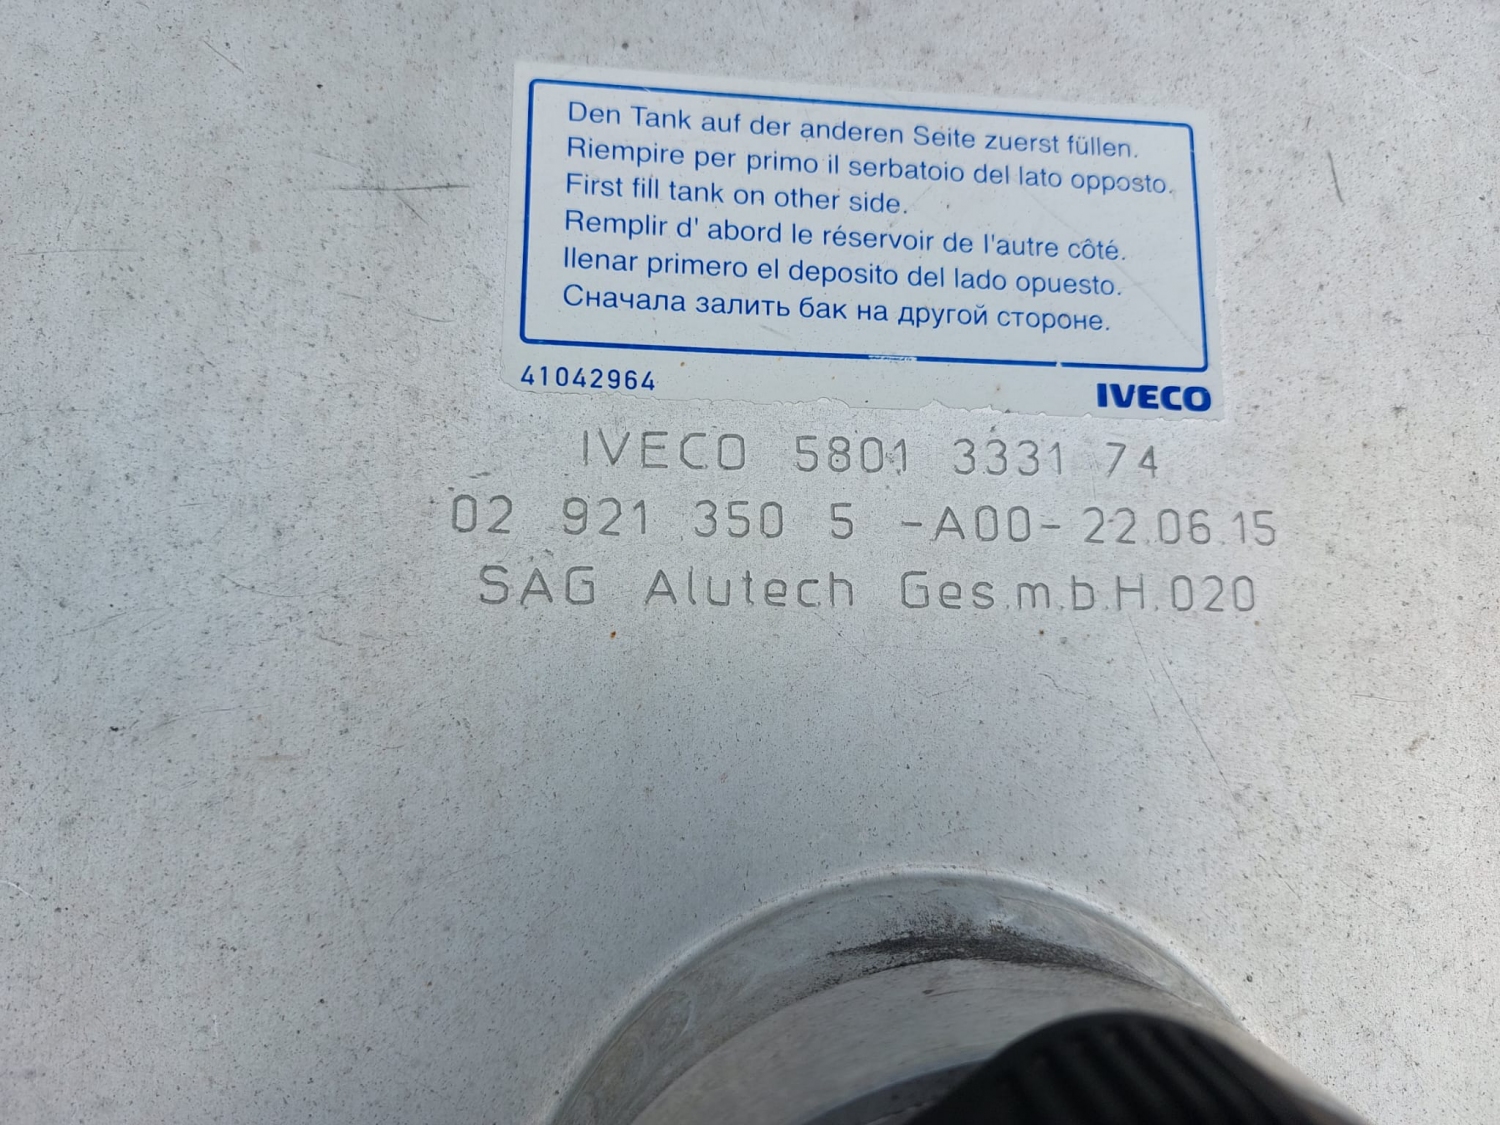 Den Tank auf der anderen Seite zuerst füllen.
Riempire per primo il serbatoio del lato opposto.
First fill tank on other side.
Remplir d' abord le réservoir de l'autre côté.
llenar primero el deposito del lado opuesto.
Сначала залить бак на другой стороне.
41042964 IVECO
IVECO 5801 3331 74
02 921 350 5 -A00- 22.06.15
SAG Alutech Ges.m.b.H.020